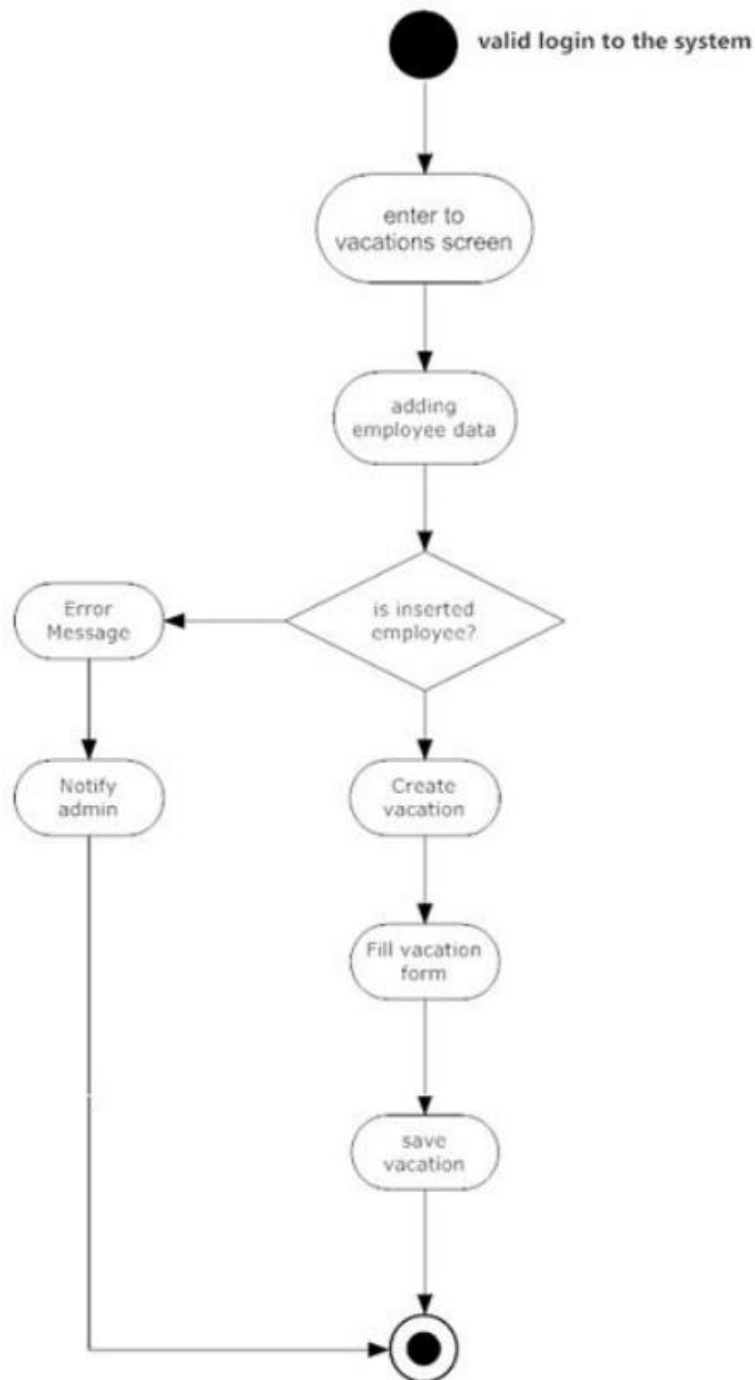 valid login to the system
enter to
vacations screen
adding
employee data
is inserted
employee?
Error
Message
Notify
admin
Create
vacation
Fill vacation
form
save
vacation